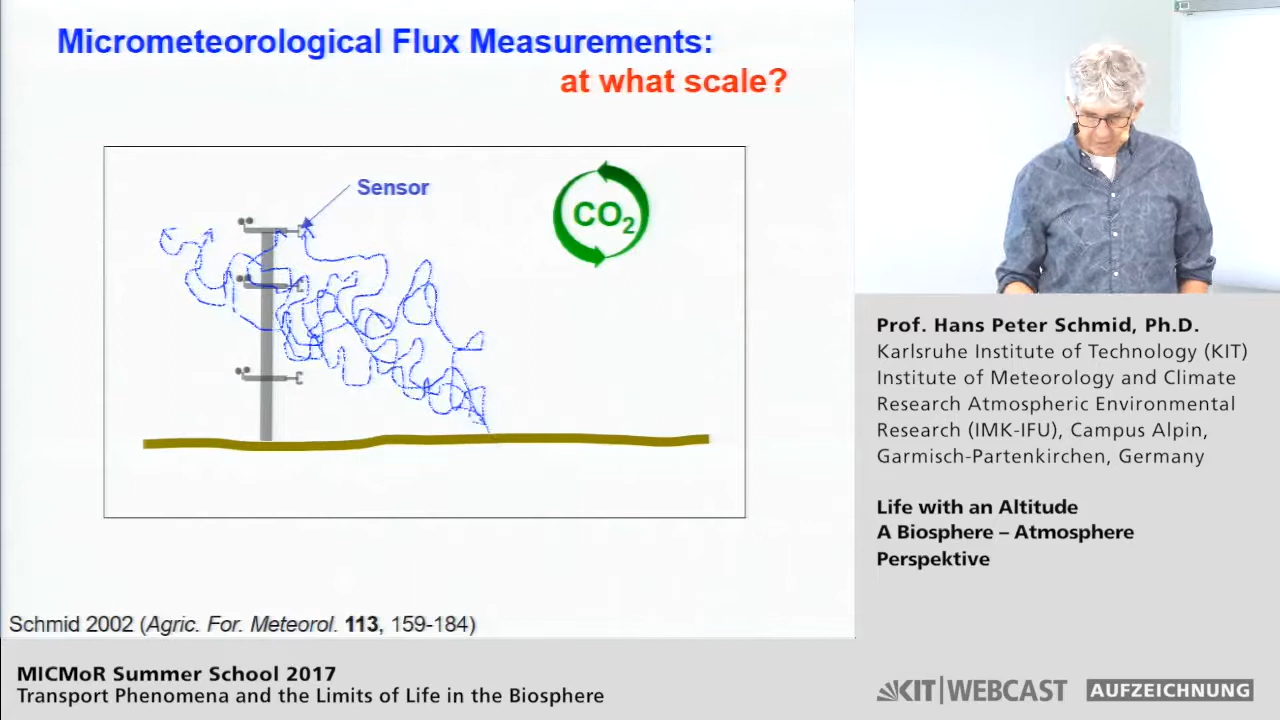 Micrometeorological Flux Measurements:
at what scale?
Sensor
CO2
Schmid 2002 (Agric. For. Meteorol. 113, 159-184)
Prof. Hans Peter Schmid, Ph.D.
Karlsruhe Institute of Technology (KIT)
Institute of Meteorology and Climate
Research Atmospheric Environmental
Research (IMK-IFU), Campus Alpin,
Garmisch-Partenkirchen, Germany
Life with an Altitude
A Biosphere – Atmosphere
Perspektive
MICMoR Summer School 2017
Transport Phenomena and the Limits of Life in the Biosphere
KIT|WEBCAST
AUFZEICHNUNG